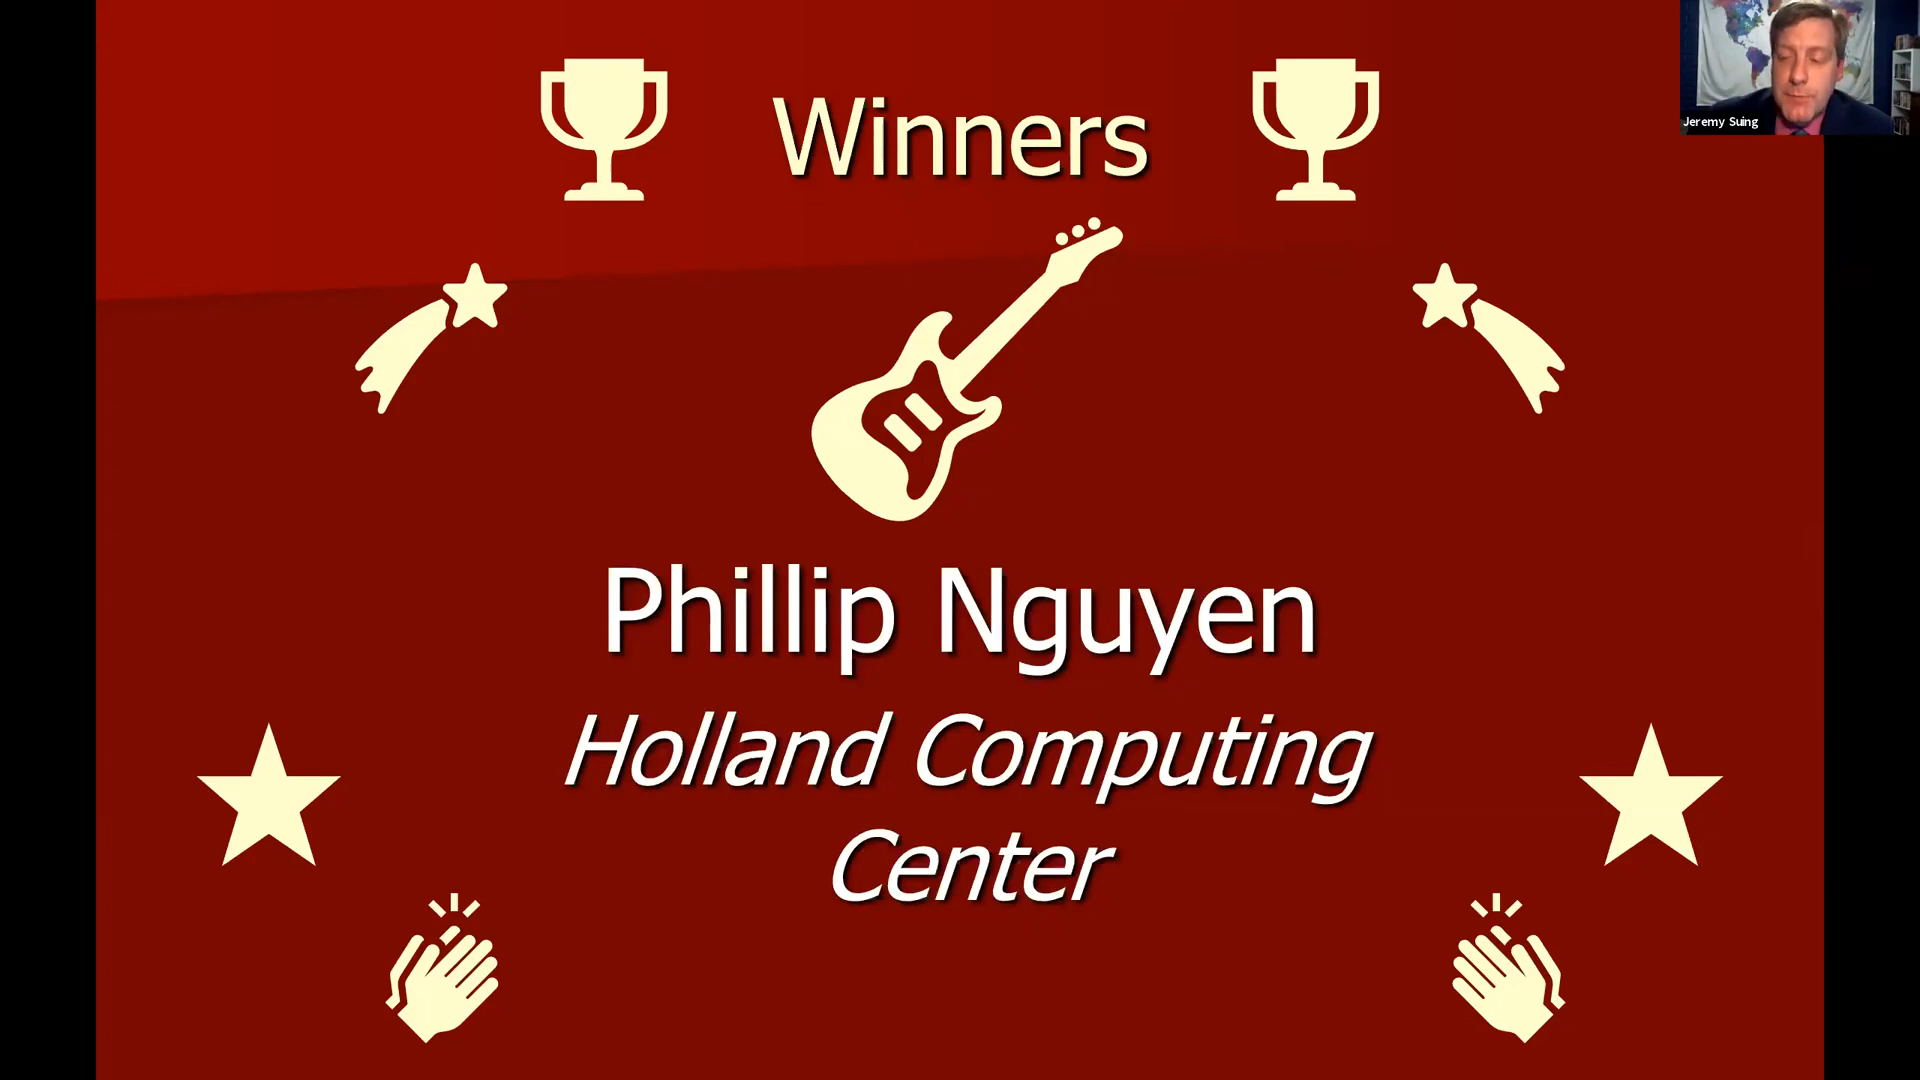 Winners
Jeremy Suing
Phillip Nguyen
Holland Computing
Center